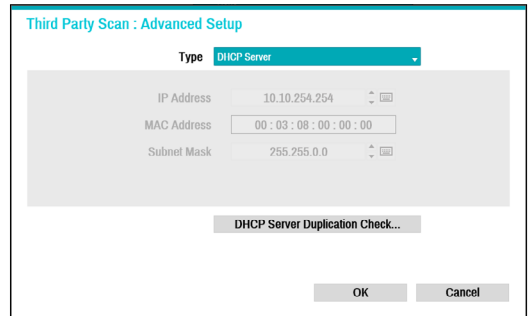 Third Party Scan : Advanced Setup
Type DHCP Server
IP Address 10.10.254.254
MAC Address 00 : 03 : 08 : 00 : 00 : 00
Subnet Mask 255.255.0.0
DHCP Server Duplication Check...
OK Cancel